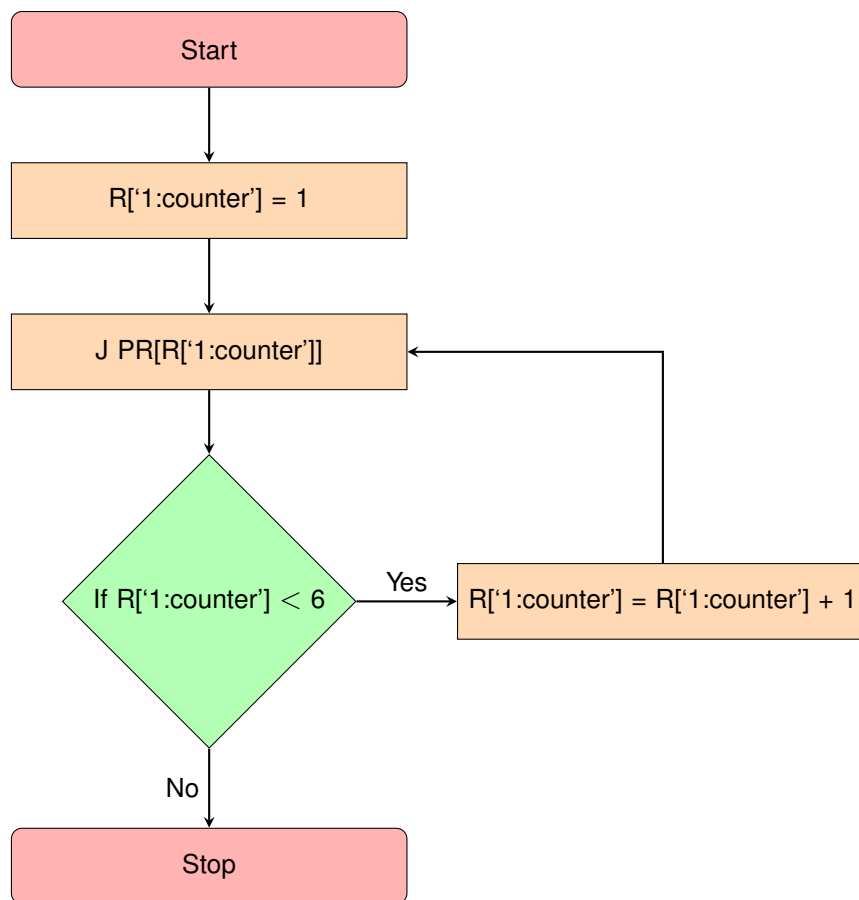 Start
R[‘1:counter’] = 1
J PR[R[‘1:counter’]]
If R[‘1:counter’] < 6
Yes
R[‘1:counter’] = R[‘1:counter’] + 1
No
Stop